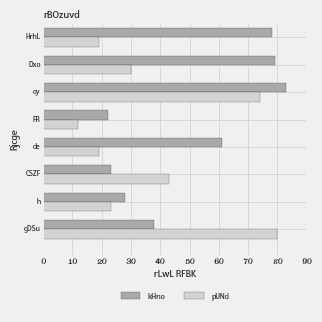 rBOzuvd
HrhL
Dxo
oy
FR
de
CSZF
h
gDSu
Rjcge
0 10 20 30 40 50 60 70 80 90
rLwL RFBK
kHno pUNd